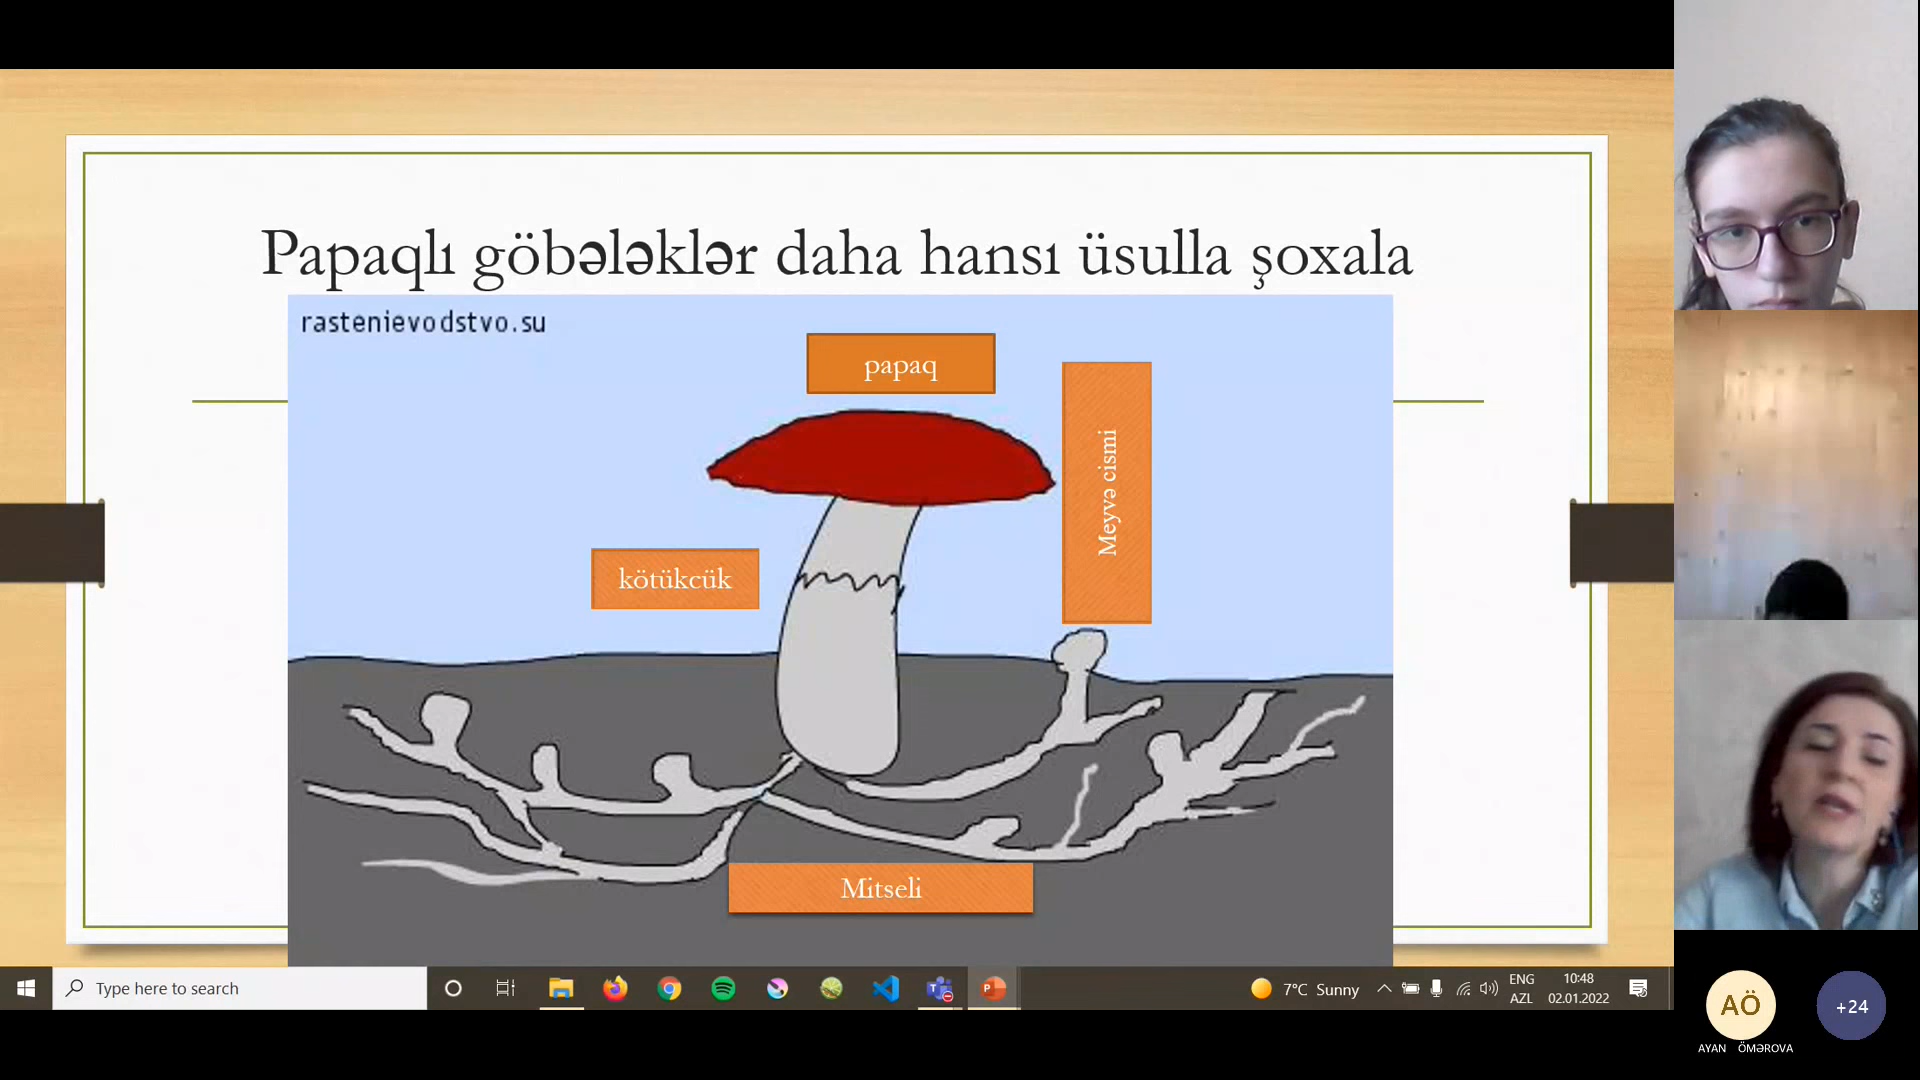 Papaqlı göbələklər daha hansı üsulla şoxala
rastenievodstvo.su
papaq
Meyvə cismi
kötükcük
Mitseli
Type here to search
7°C Sunny
ENG
AZL
10:48
02.01.2022
AÖ
AYAN ÖMƏROVA
+24